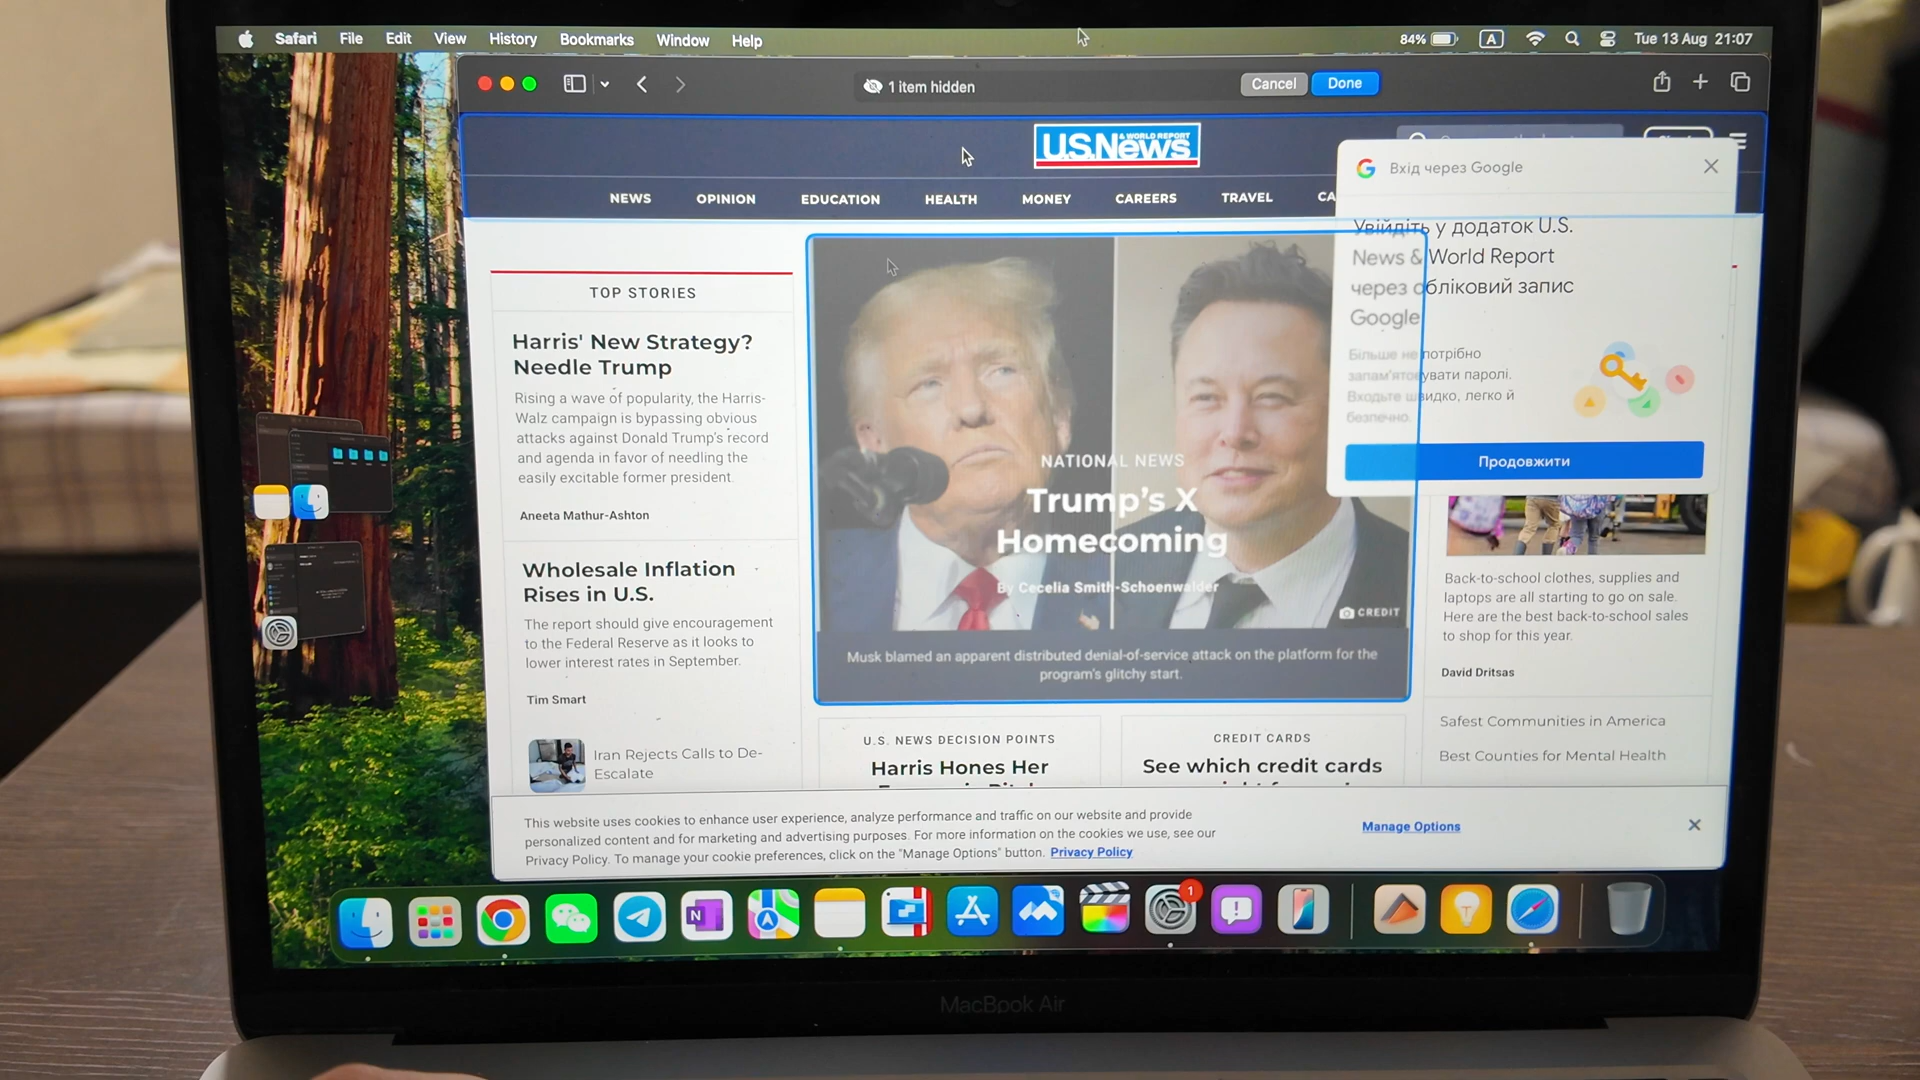 Safari File Edit View History Bookmarks Window Help
84% A Tue 13 Aug 21:07
1 item hidden
Cancel Done
U.S.News
& WORLD REPORT
NEWS OPINION EDUCATION HEALTH MONEY CAREERS TRAVEL CA
TOP STORIES
Harris' New Strategy?
Needle Trump
Rising a wave of popularity, the Harris-
Walz campaign is bypassing obvious
attacks against Donald Trump's record
and agenda in favor of needling the
easily excitable former president.
Aneeta Mathur-Ashton
Wholesale Inflation
Rises in U.S.
The report should give encouragement
to the Federal Reserve as it looks to
lower interest rates in September.
Tim Smart
Iran Rejects Calls to De-
Escalate
NATIONAL NEWS
Trump's X
Homecoming
By Cecelia Smith-Schoenwalder
CREDIT
Musk blamed an apparent distributed denial-of-service attack on the platform for the
program's glitchy start.
U.S. NEWS DECISION POINTS
Harris Hones Her
CREDIT CARDS
See which credit cards
Вхід через Google
Увійдіть у додаток U.S.
News & World Report
через обліковий запис
Google
Більше не потрібно
запам'ятовувати паролі.
Входьте швидко, легко й
безпечно.
Продовжити
Back-to-school clothes, supplies and
laptops are all starting to go on sale.
Here are the best back-to-school sales
to shop for this year.
David Dritsas
Safest Communities in America
Best Counties for Mental Health
This website uses cookies to enhance user experience, analyze performance and traffic on our website and provide
personalized content and for marketing and advertising purposes. For more information on the cookies we use, see our
Privacy Policy. To manage your cookie preferences, click on the "Manage Options" button. Privacy Policy
Manage Options
N
1
MacBook Air